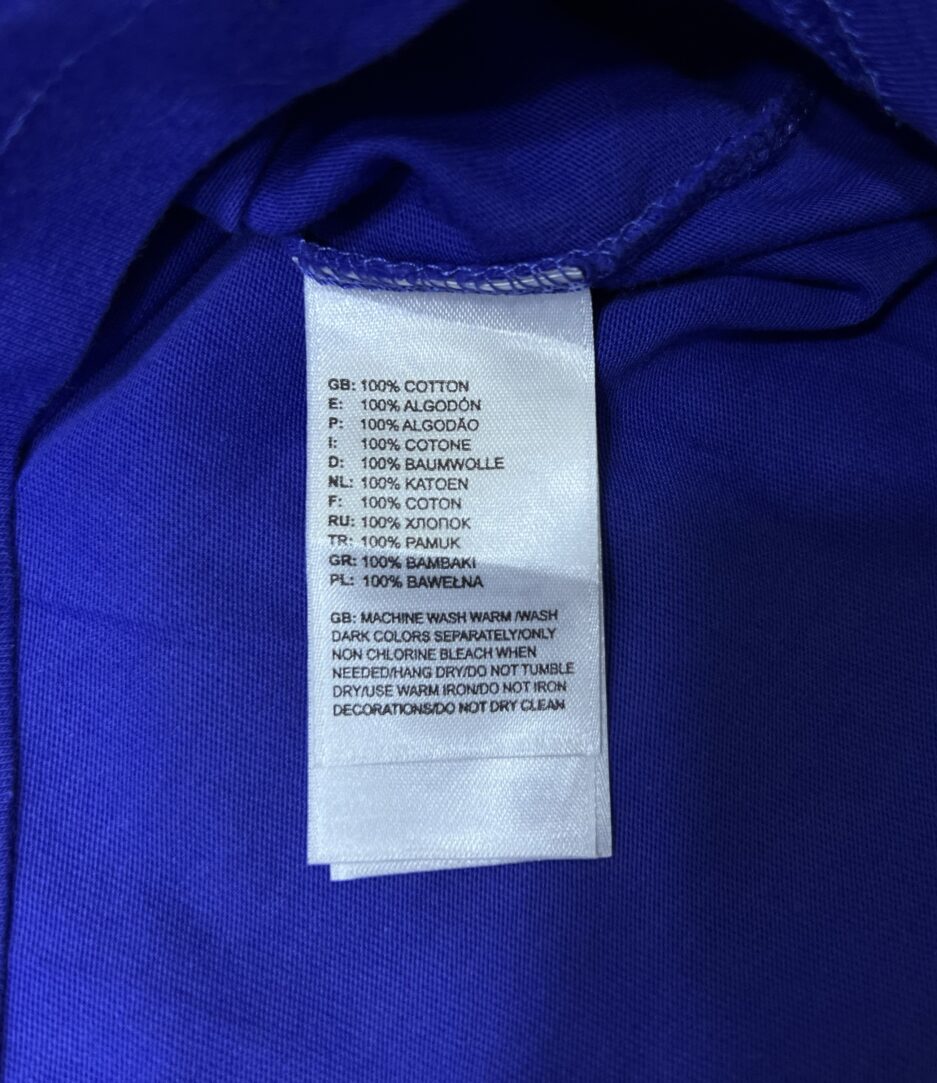 GB: 100% COTTON
E: 100% ALGODÓN
P: 100% ALGODÃO
I: 100% COTONE
D: 100% BAUMWOLLE
NL: 100% KATOEN
F: 100% COTON
RU: 100% ХЛОПОК
TR: 100% PAMUK
GR: 100% BAMBAKI
PL: 100% BAWEŁNA
GB: MACHINE WASH WARM /WASH
DARK COLORS SEPARATELY/ONLY
NON CHLORINE BLEACH WHEN
NEEDED/HANG DRY/DO NOT TUMBLE
DRY/USE WARM IRON/DO NOT IRON
DECORATIONS/DO NOT DRY CLEAN